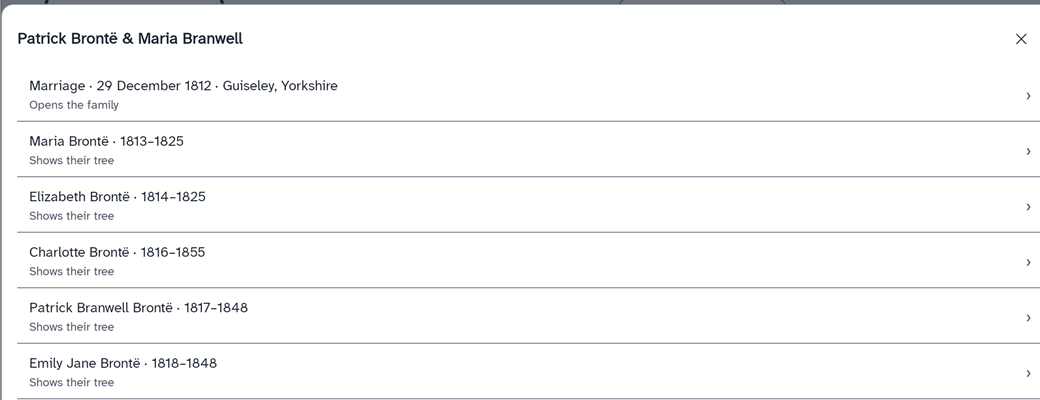 Patrick Brontë & Maria Branwell
Marriage · 29 December 1812 · Guiseley, Yorkshire
Opens the family
Maria Brontë · 1813–1825
Shows their tree
Elizabeth Brontë · 1814–1825
Shows their tree
Charlotte Brontë · 1816–1855
Shows their tree
Patrick Branwell Brontë · 1817–1848
Shows their tree
Emily Jane Brontë · 1818–1848
Shows their tree